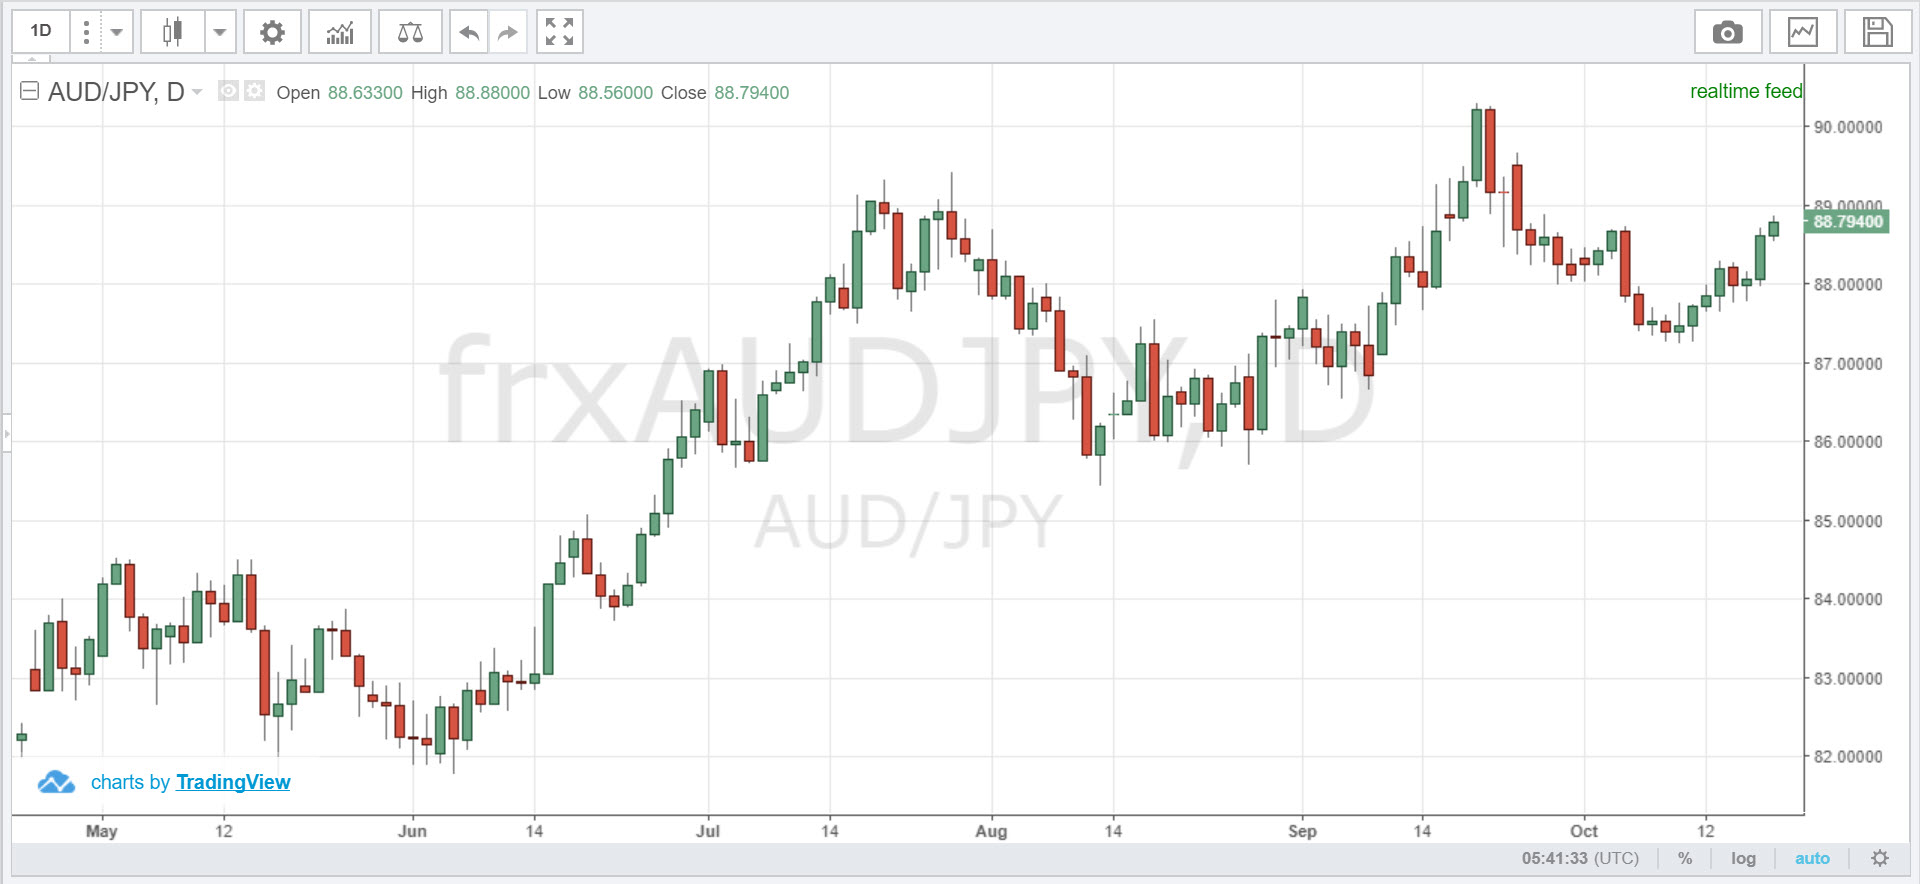 1D
AUD/JPY, D Open 88.63300 High 88.88000 Low 88.56000 Close 88.79400
realtime feed
90.00000
89.00000
88.79400
88.00000
87.00000
86.00000
85.00000
84.00000
83.00000
82.00000
frxAUDJPY, D
AUD/JPY
charts by TradingView
May 12 Jun 14 Jul 14 Aug 14 Sep 14 Oct 12
05:41:33 (UTC) % log auto